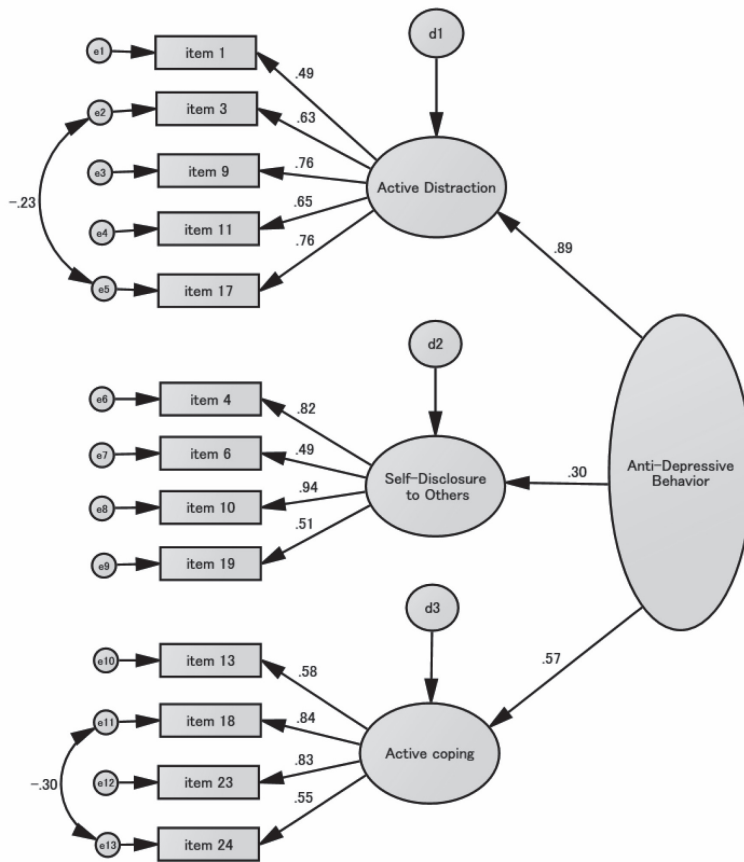 d1
e1
item 1
.49
e2
item 3
.63
e3
item 9
.76
Active Distraction
-.23
e4
item 11
.65
.76
e5
item 17
.89
d2
e6
item 4
.82
e7
item 6
.49
Self-Disclosure
to Others
.30
Anti-Depressive
Behavior
e8
item 10
.94
.51
e9
item 19
d3
e10
item 13
.58
.57
e11
item 18
.84
Active coping
-.30
e12
item 23
.83
.55
e13
item 24